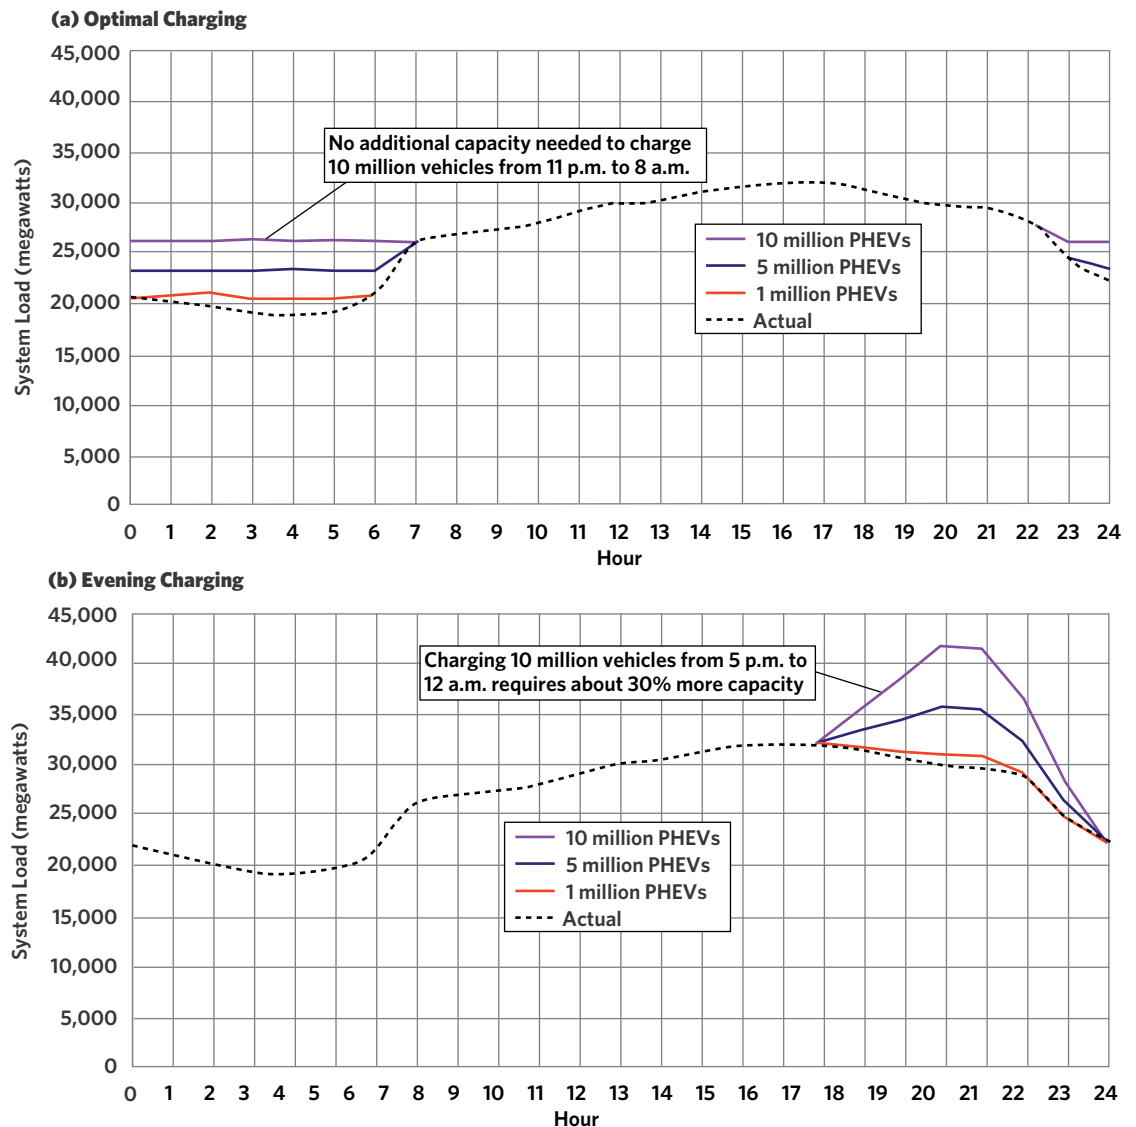 (a) Optimal Charging
System Load (megawatts)
45,000
40,000
35,000
30,000
25,000
20,000
15,000
10,000
5,000
0
No additional capacity needed to charge
10 million vehicles from 11 p.m. to 8 a.m.
10 million PHEVs
5 million PHEVs
1 million PHEVs
Actual
0 1 2 3 4 5 6 7 8 9 10 11 12 13 14 15 16 17 18 19 20 21 22 23 24
Hour
(b) Evening Charging
System Load (megawatts)
45,000
40,000
35,000
30,000
25,000
20,000
15,000
10,000
5,000
0
Charging 10 million vehicles from 5 p.m. to
12 a.m. requires about 30% more capacity
10 million PHEVs
5 million PHEVs
1 million PHEVs
Actual
0 1 2 3 4 5 6 7 8 9 10 11 12 13 14 15 16 17 18 19 20 21 22 23 24
Hour